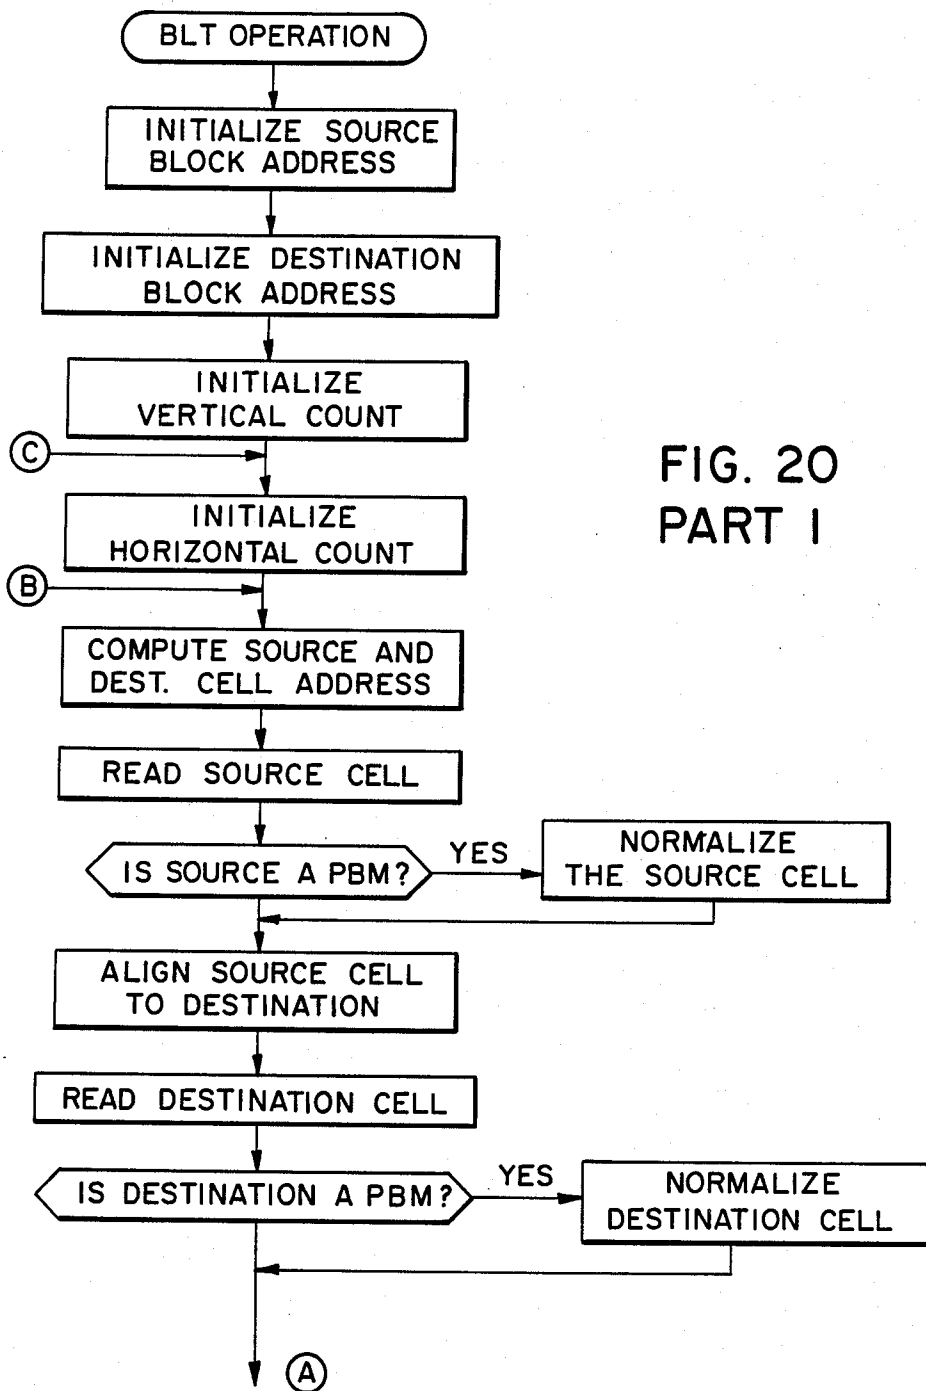 BLT OPERATION
INITIALIZE SOURCE
BLOCK ADDRESS
INITIALIZE DESTINATION
BLOCK ADDRESS
INITIALIZE
VERTICAL COUNT
C
INITIALIZE
HORIZONTAL COUNT
B
COMPUTE SOURCE AND
DEST. CELL ADDRESS
READ SOURCE CELL
IS SOURCE A PBM?
YES
NORMALIZE
THE SOURCE CELL
ALIGN SOURCE CELL
TO DESTINATION
READ DESTINATION CELL
IS DESTINATION A PBM?
YES
NORMALIZE
DESTINATION CELL
A
FIG. 20
PART 1